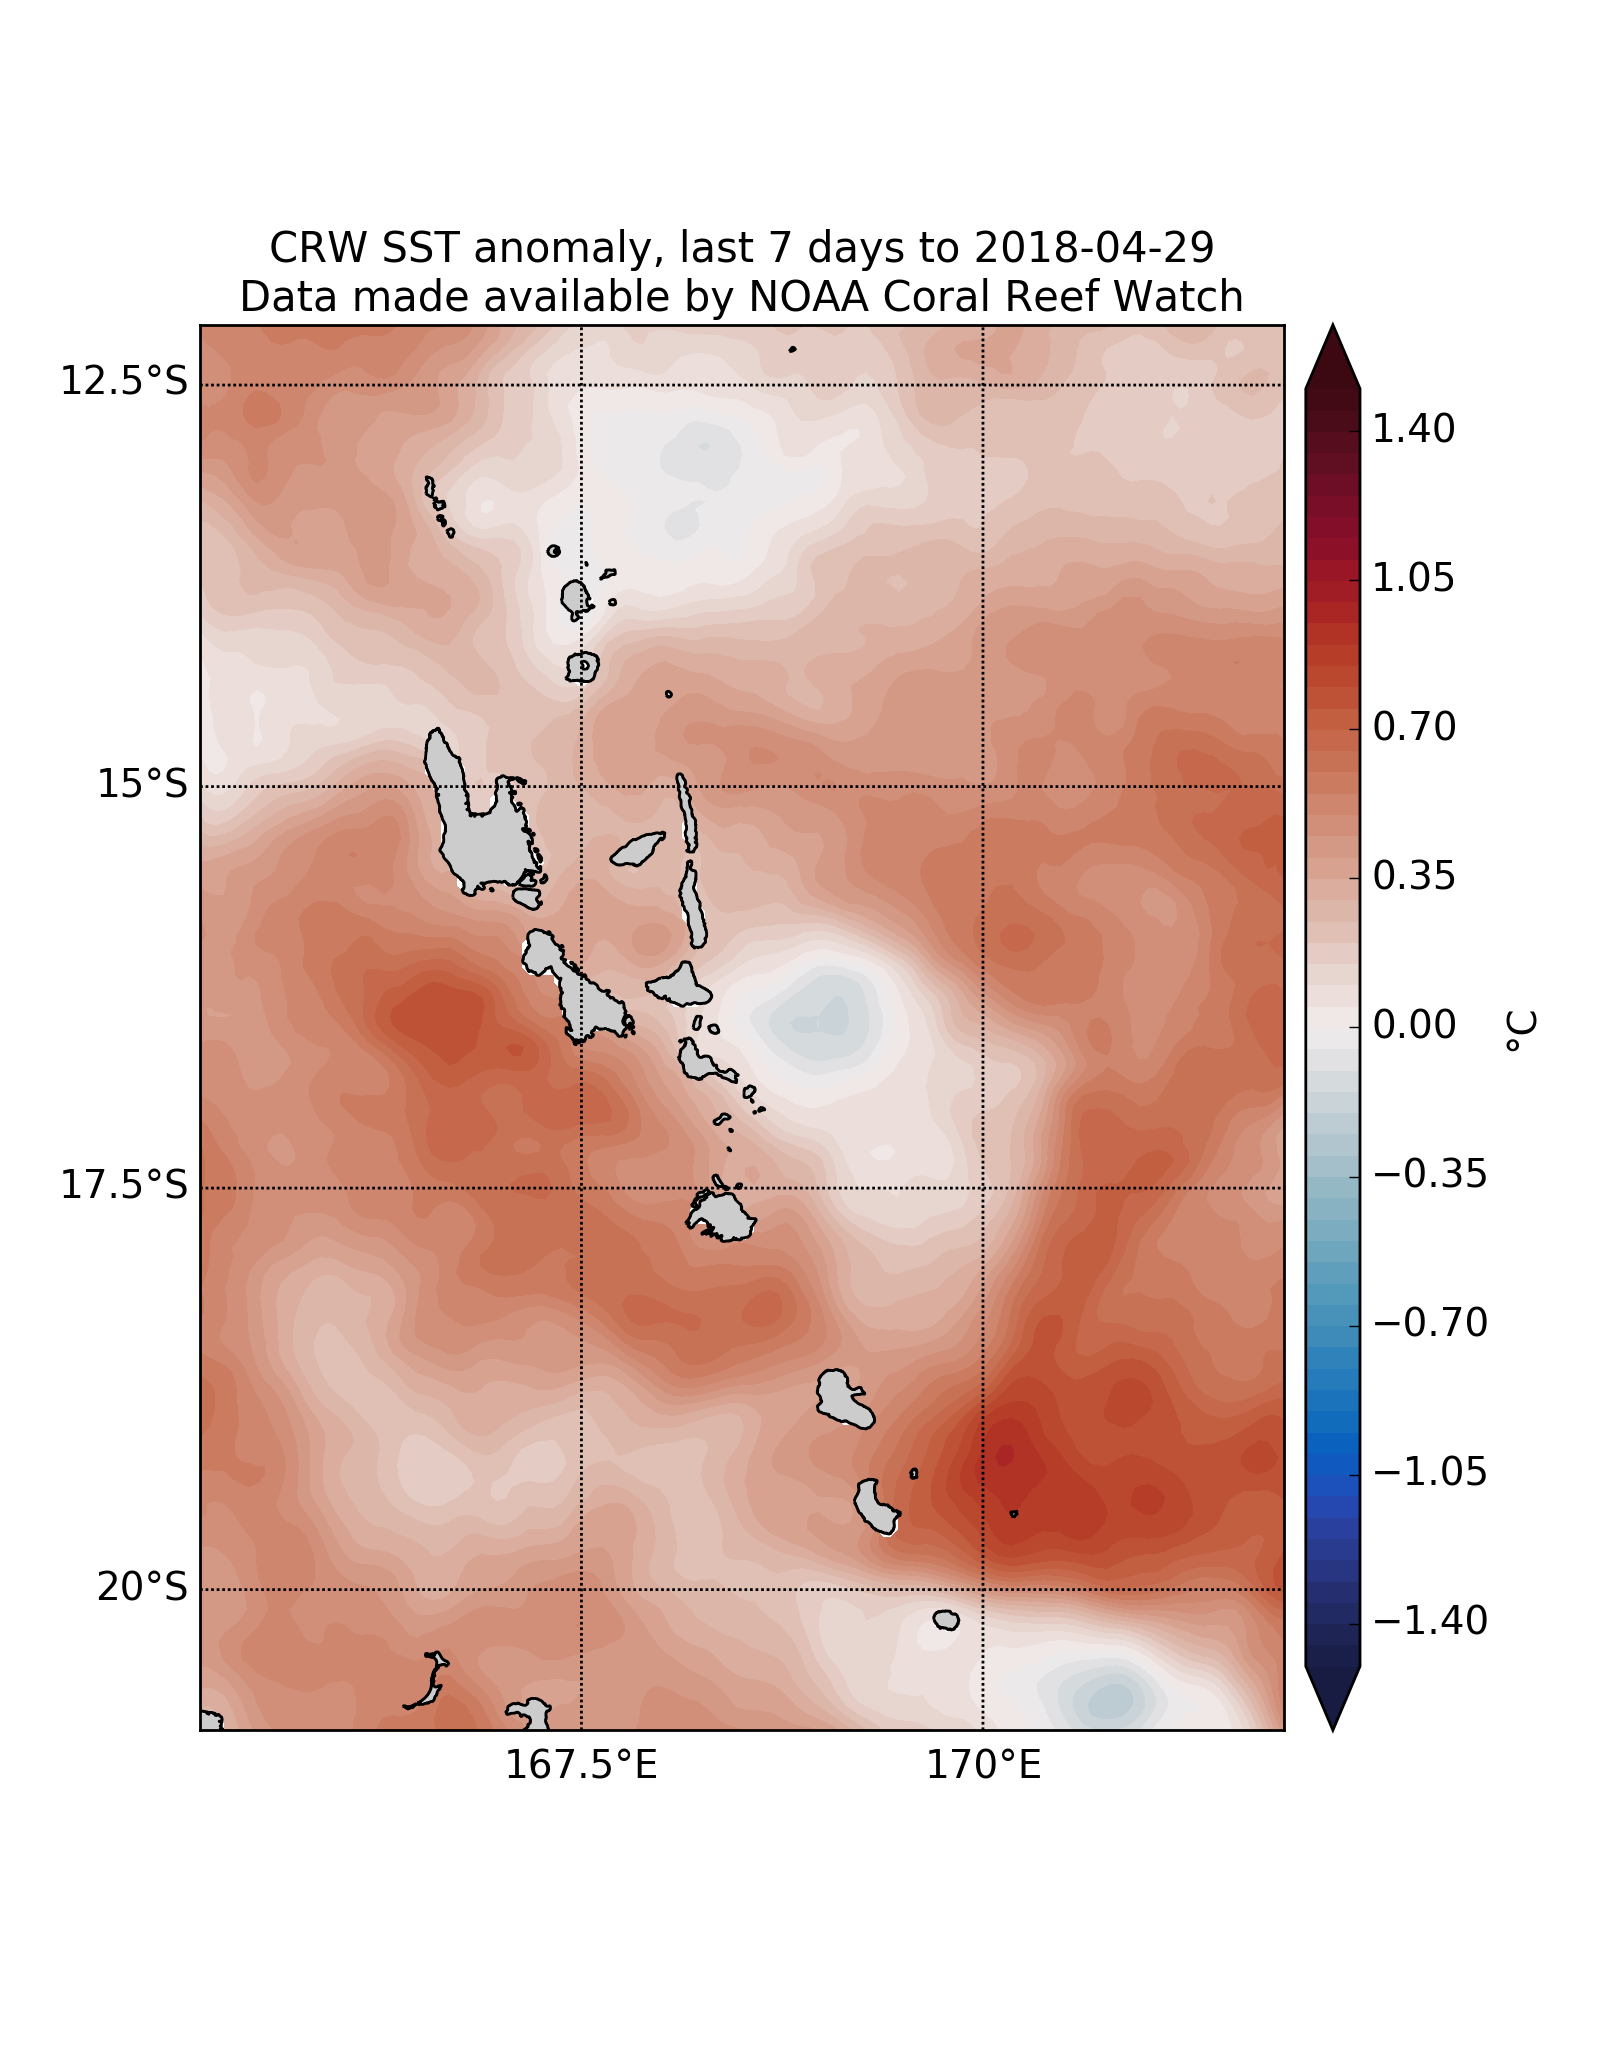 CRW SST anomaly, last 7 days to 2018-04-29
Data made available by NOAA Coral Reef Watch
12.5°S
15°S
17.5°S
20°S
167.5°E
170°E
1.40
1.05
0.70
0.35
0.00
−0.35
−0.70
−1.05
−1.40
°C